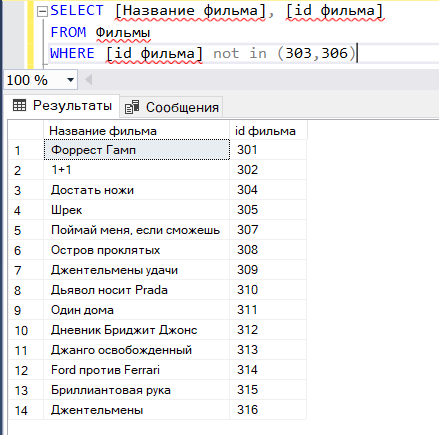 SELECT [Название фильма], [id фильма]
FROM Фильмы
WHERE [id фильма] not in (303,306)
100 %
Результаты Сообщения
Название фильма id фильма
1 Форрест Гамп 301
2 1+1 302
3 Достать ножи 304
4 Шрек 305
5 Поймай меня, если сможешь 307
6 Остров проклятых 308
7 Джентельмены удачи 309
8 Дьявол носит Prada 310
9 Один дома 311
10 Дневник Бриджит Джонс 312
11 Джанго освобожденный 313
12 Ford против Ferrari 314
13 Бриллиантовая рука 315
14 Джентельмены 316